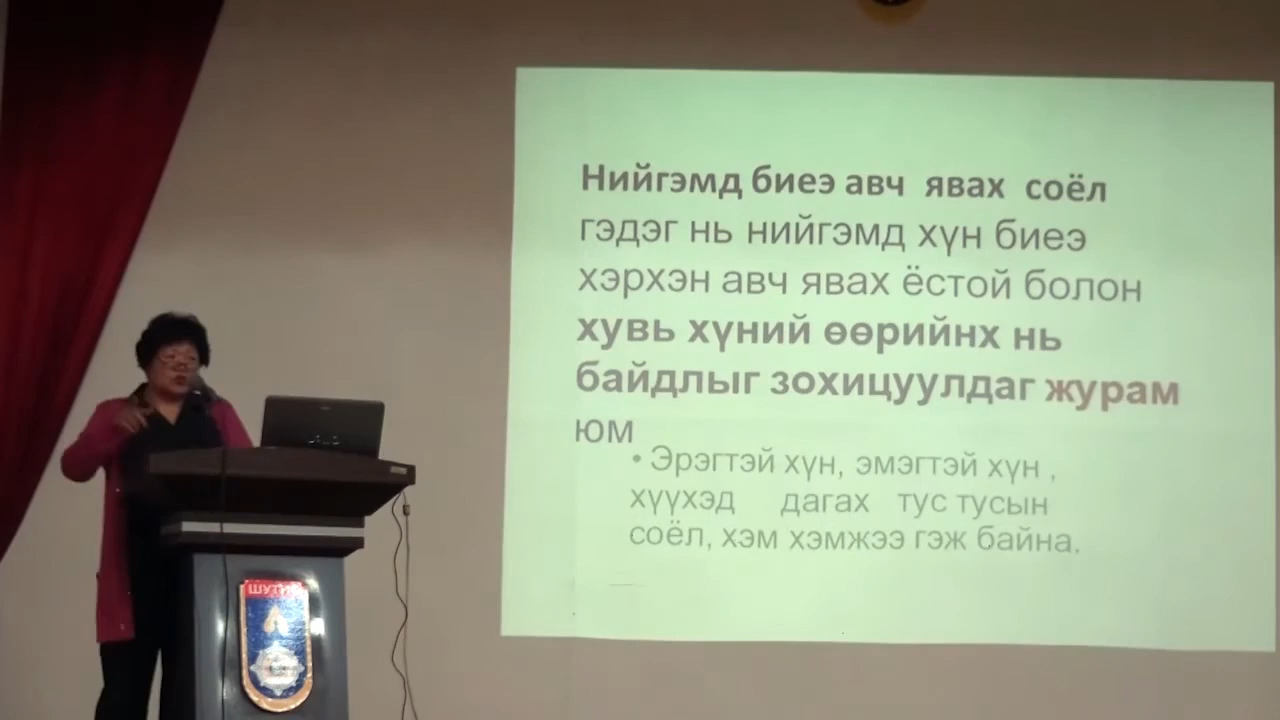 Нийгэмд биеэ авч явах соёл
гэдэг нь нийгэмд хүн биеэ
хэрхэн авч явах ёстой болон
хувь хүний өөрийнх нь
байдлыг зохицуулдаг журам
юм
• Эрэгтэй хүн, эмэгтэй хүн ,
хүүхэд дагах тус тусын
соёл, хэм хэмжээ гэж байна.
ШУТИС